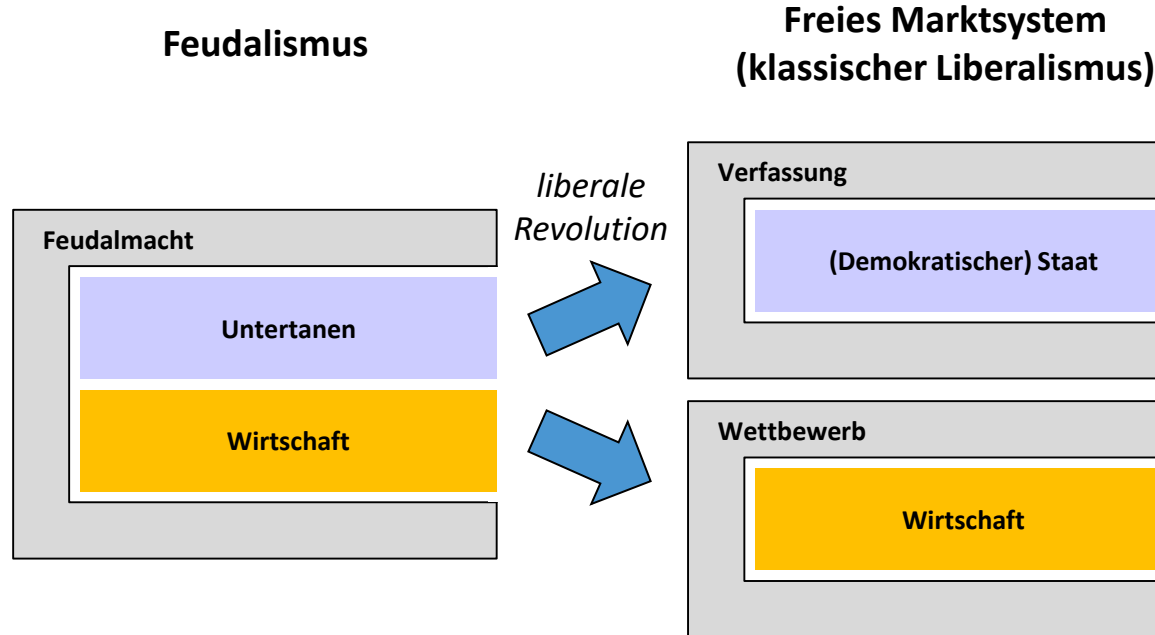 Feudalismus
Freies Marktsystem
(klassischer Liberalismus)
Feudalmacht
Untertanen
Wirtschaft
liberale
Revolution
Verfassung
(Demokratischer) Staat
Wettbewerb
Wirtschaft